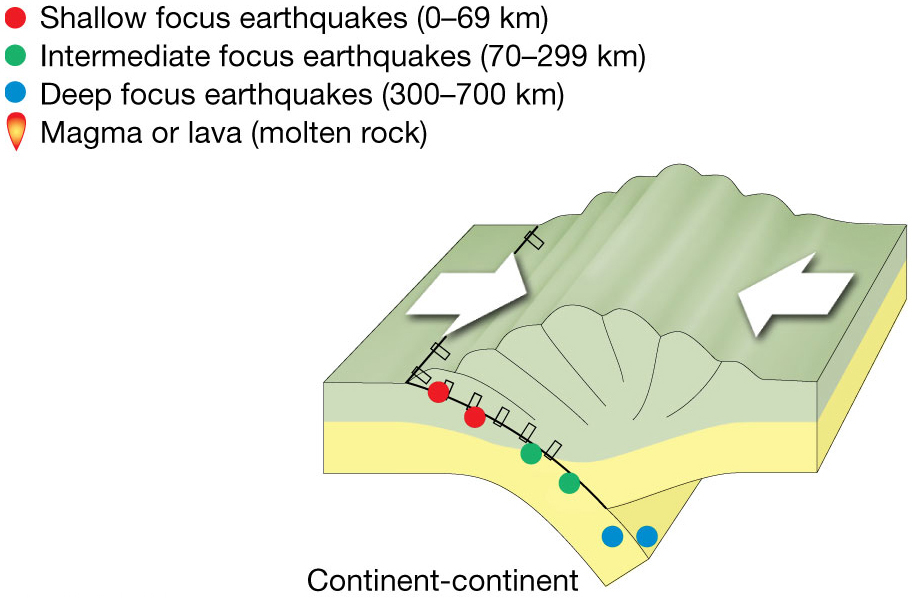 Shallow focus earthquakes (0–69 km)
Intermediate focus earthquakes (70–299 km)
Deep focus earthquakes (300–700 km)
Magma or lava (molten rock)
Continent-continent